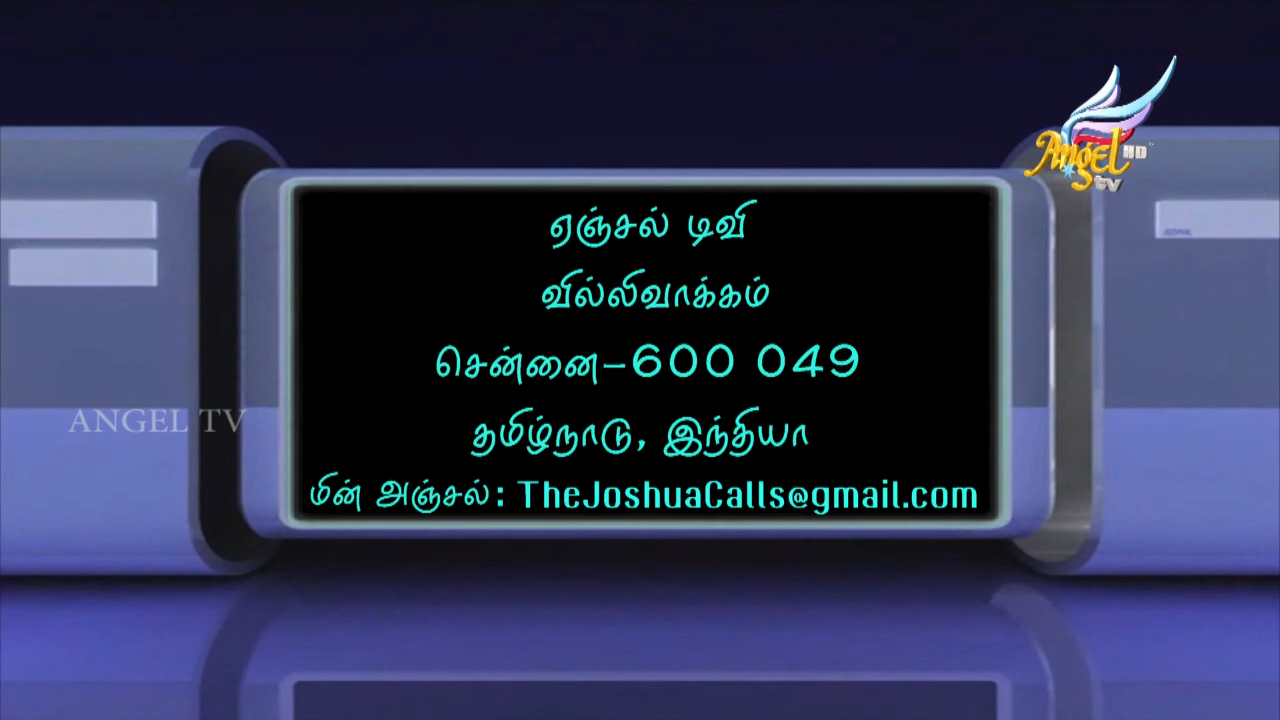 Angel HD
tv
ஏஞ்சல் டிவி
வில்லிவாக்கம்
சென்னை-600 049
தமிழ்நாடு, இந்தியா
மின் அஞ்சல்: TheJoshuaCalls@gmail.com
ANGEL TV